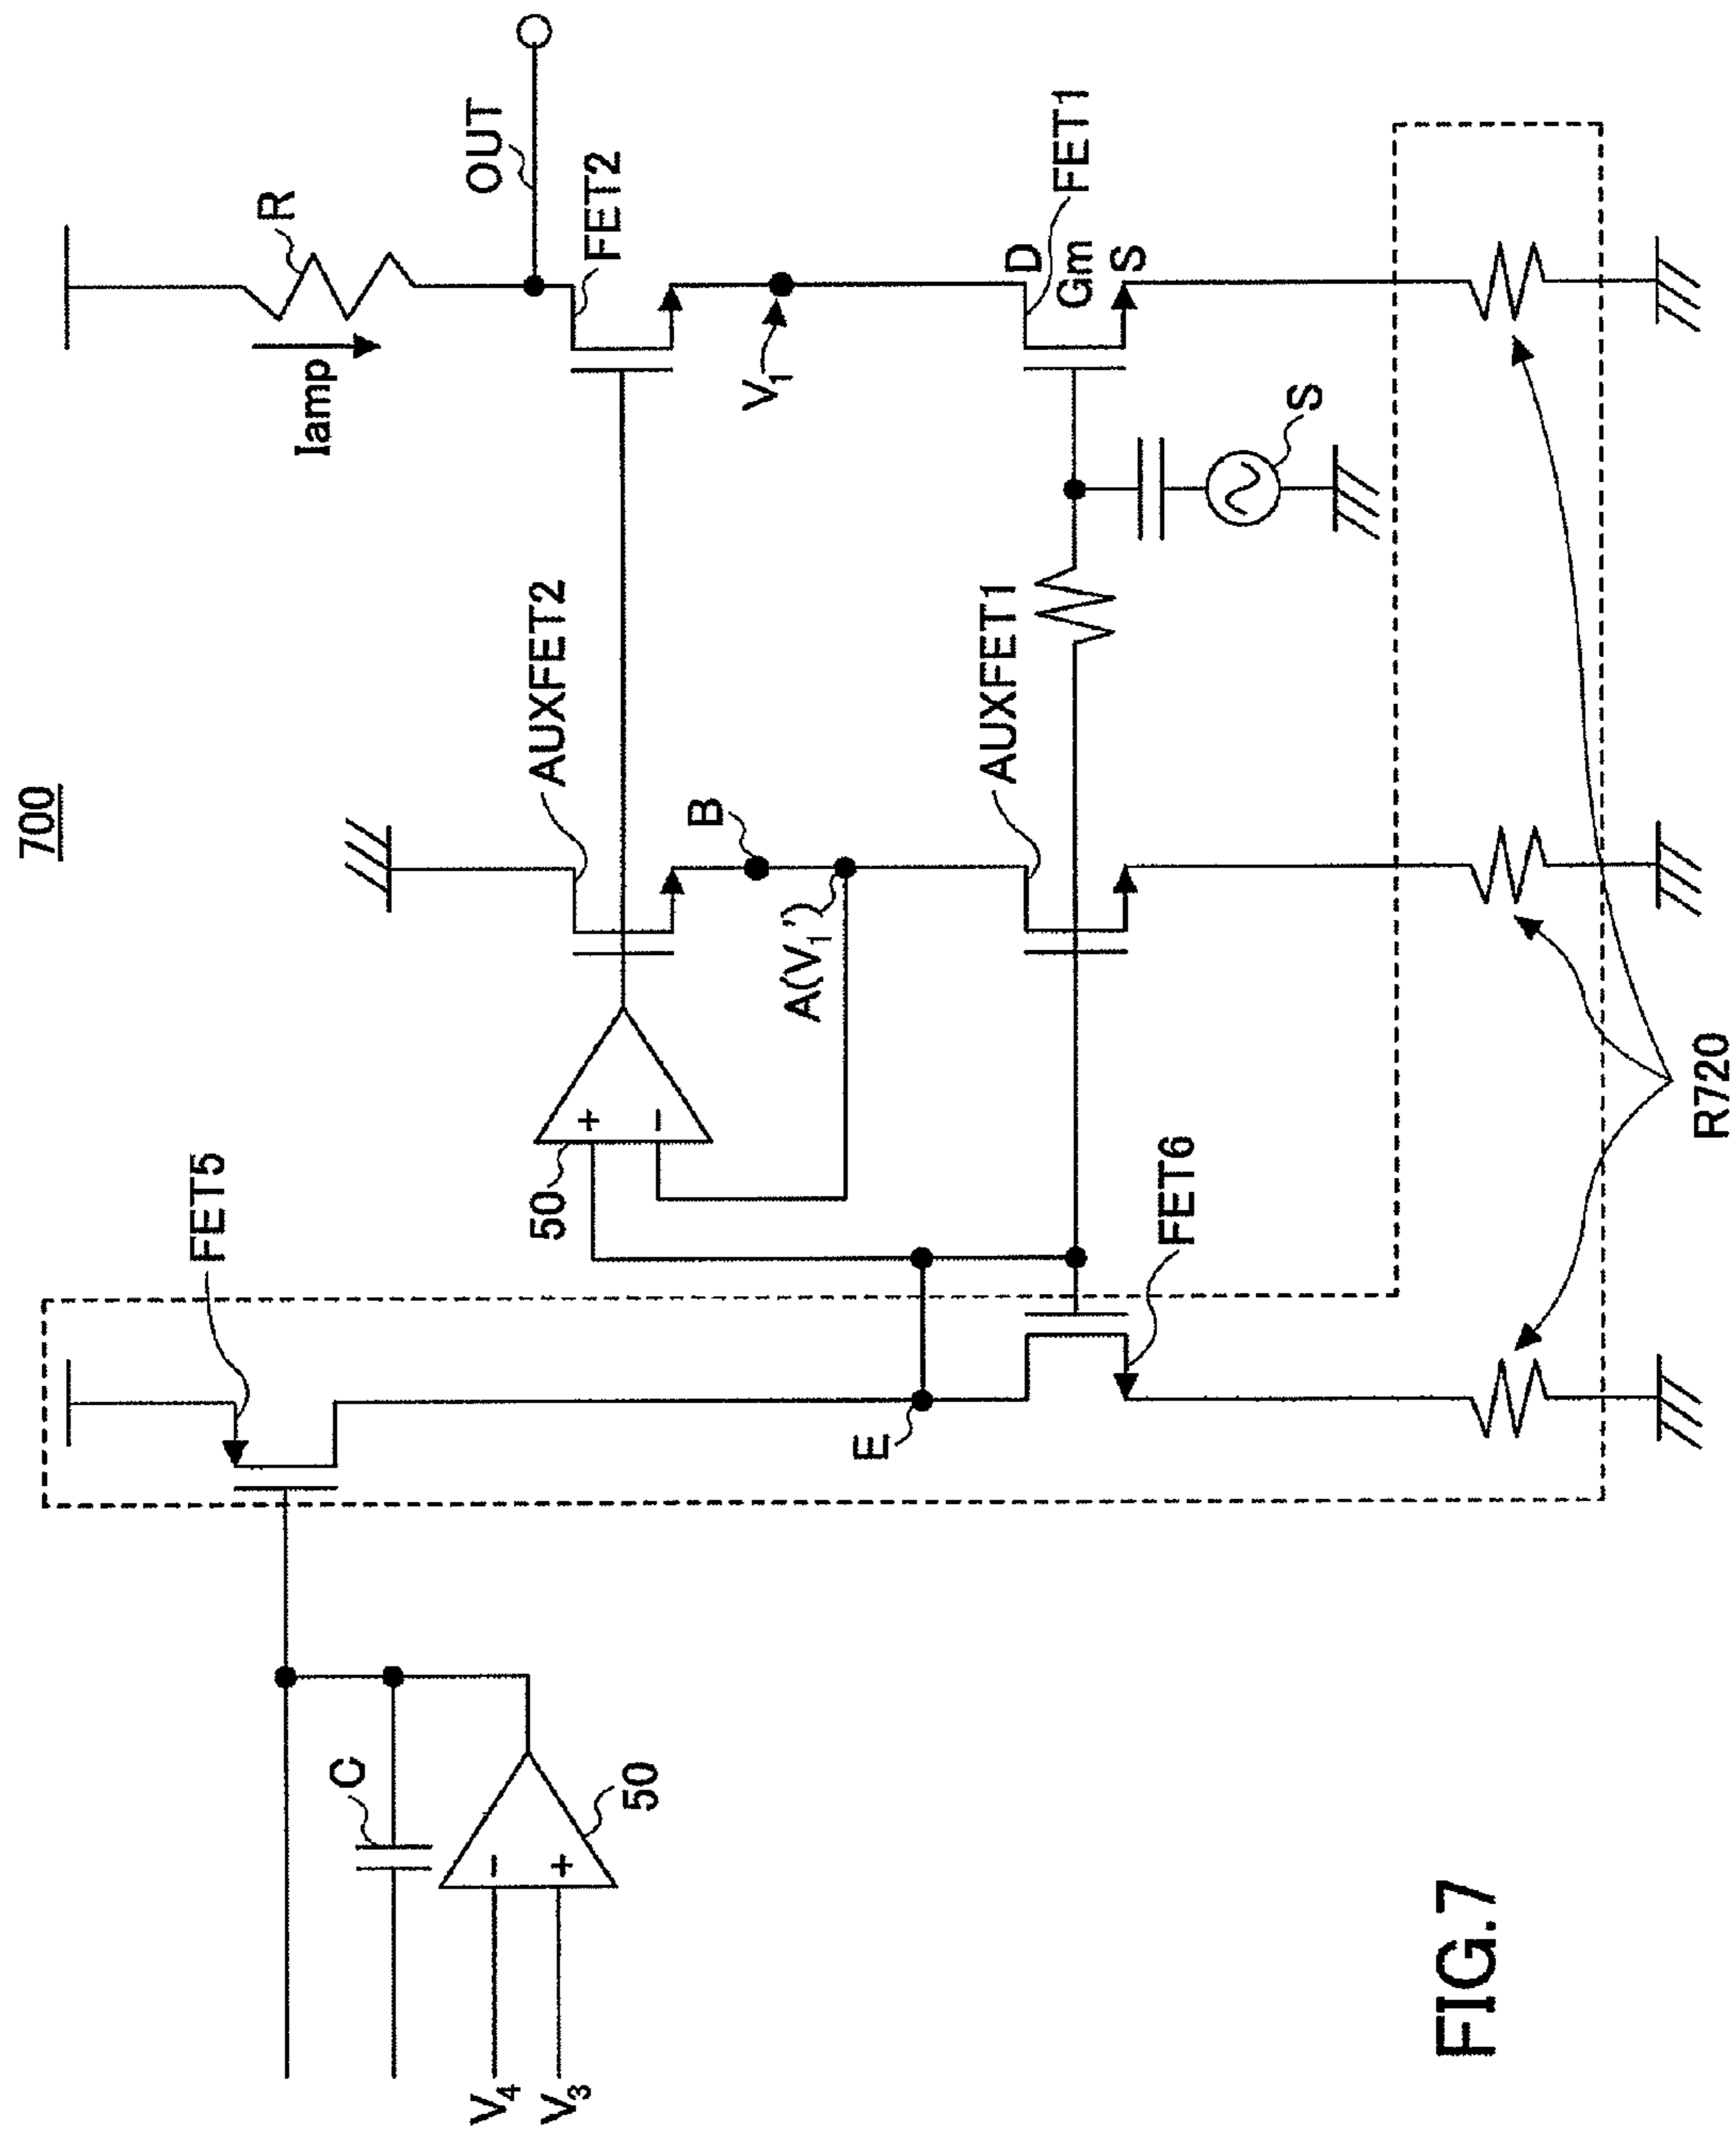 700
R
Iamp
OUT
FET2
AUXFET2
V₁
B
A(V₁')
50
+
−
D
Gm
S
FET1
AUXFET1
S
FET5
FET6
E
R720
C
50
−
+
V₄
V₃
FIG.7